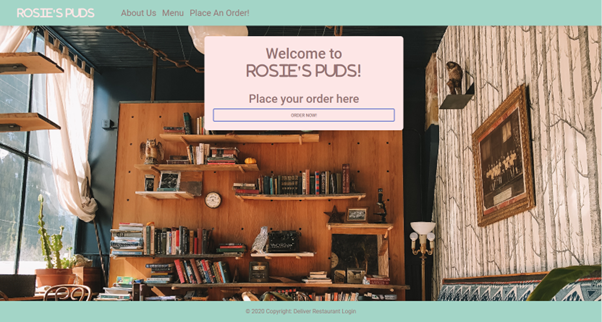 ROSIE'S PUDS About Us Menu Place An Order!
Welcome to
ROSIE'S PUDS!
Place your order here
ORDER NOW!
© 2020 Copyright: Deliver Restaurant Login